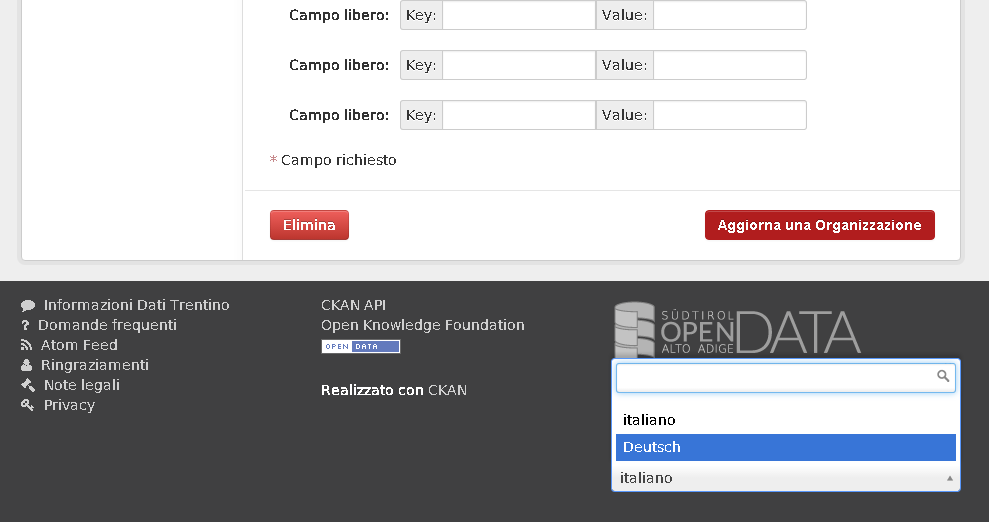 Campo libero: Key: Value:
Campo libero: Key: Value:
Campo libero: Key: Value:
* Campo richiesto
Elimina
Aggiorna una Organizzazione
Informazioni Dati Trentino
? Domande frequenti
Atom Feed
Ringraziamenti
Note legali
Privacy
CKAN API
Open Knowledge Foundation
OPEN DATA
Realizzato con CKAN
SÜDTIROL
OPEN DATA
ALTO ADIGE
italiano
Deutsch
italiano